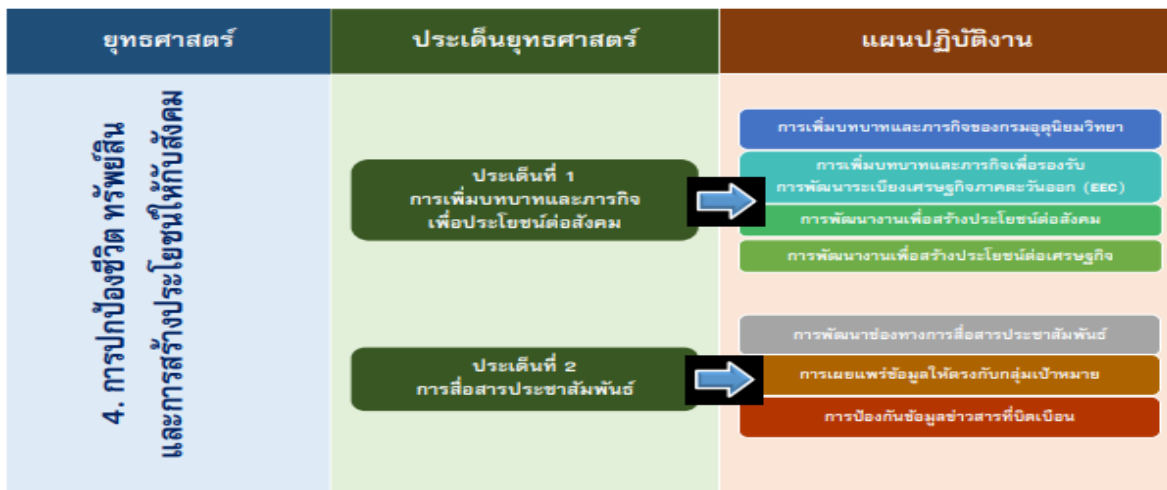 ยุทธศาสตร์
ประเด็นยุทธศาสตร์
แผนปฏิบัติงาน
4. การปกป้องชีวิต ทรัพย์สิน
และการสร้างประโยชน์ให้กับสังคม
ประเด็นที่ 1
การเพิ่มบทบาทและภารกิจ
เพื่อประโยชน์ต่อสังคม
การเพิ่มบทบาทและภารกิจของกรมอุตุนิยมวิทยา
การเพิ่มบทบาทและภารกิจเพื่อรองรับ
การพัฒนาระเบียงเศรษฐกิจภาคตะวันออก (EEC)
การพัฒนางานเพื่อสร้างประโยชน์ต่อสังคม
การพัฒนางานเพื่อสร้างประโยชน์ต่อเศรษฐกิจ
ประเด็นที่ 2
การสื่อสารประชาสัมพันธ์
การพัฒนาช่องทางการสื่อสารประชาสัมพันธ์
การเผยแพร่ข้อมูลให้ตรงกับกลุ่มเป้าหมาย
การป้องกันข้อมูลข่าวสารที่บิดเบือน